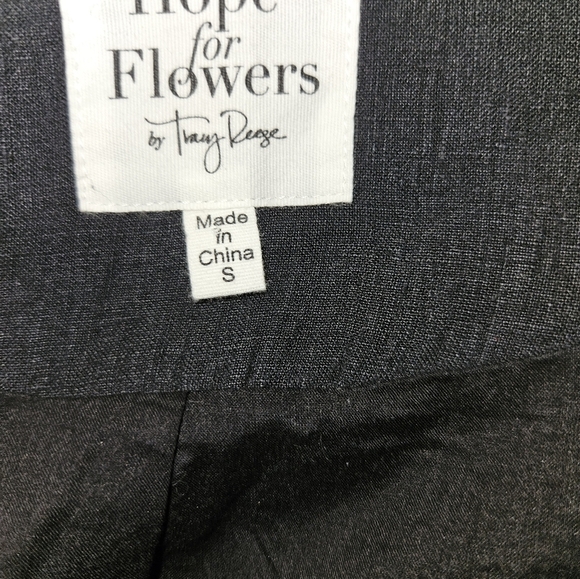 Hope
for
Flowers
by Tracy Reese
Made
in
China
S